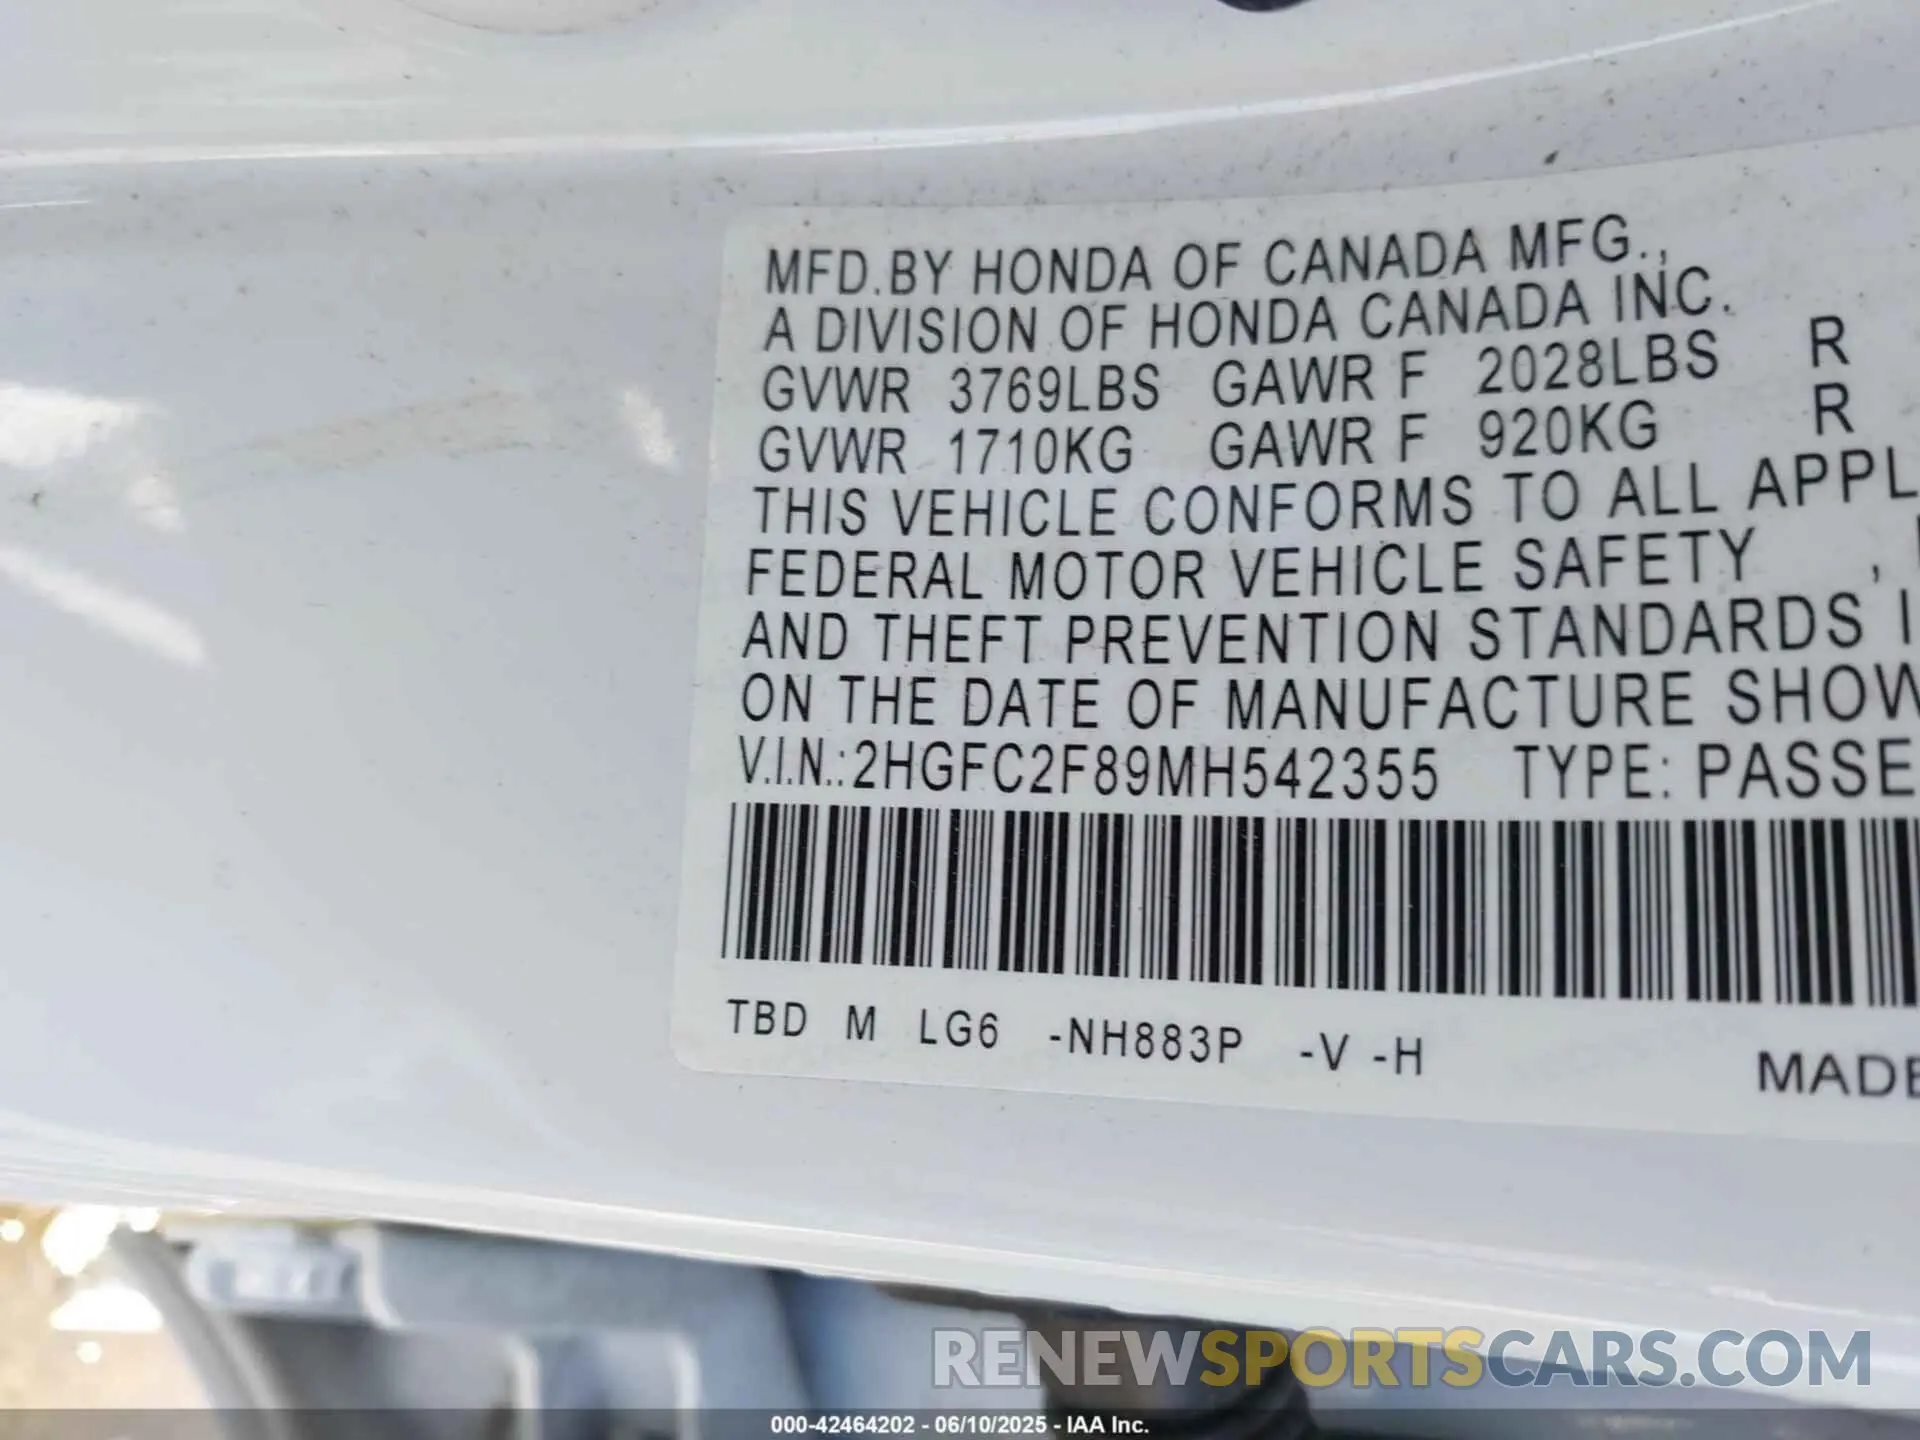 MFD.BY HONDA OF CANADA MFG.,
A DIVISION OF HONDA CANADA INC.
GVWR 3769LBS GAWR F 2028LBS R
GVWR 1710KG GAWR F 920KG R
THIS VEHICLE CONFORMS TO ALL APPL
FEDERAL MOTOR VEHICLE SAFETY ,
AND THEFT PREVENTION STANDARDS I
ON THE DATE OF MANUFACTURE SHOW
V.I.N.:2HGFC2F89MH542355 TYPE: PASSE
TBD M LG6 -NH883P -V -H
MADE
RENEWSPORTSCARS.COM
000-42464202 - 06/10/2025 - IAA Inc.